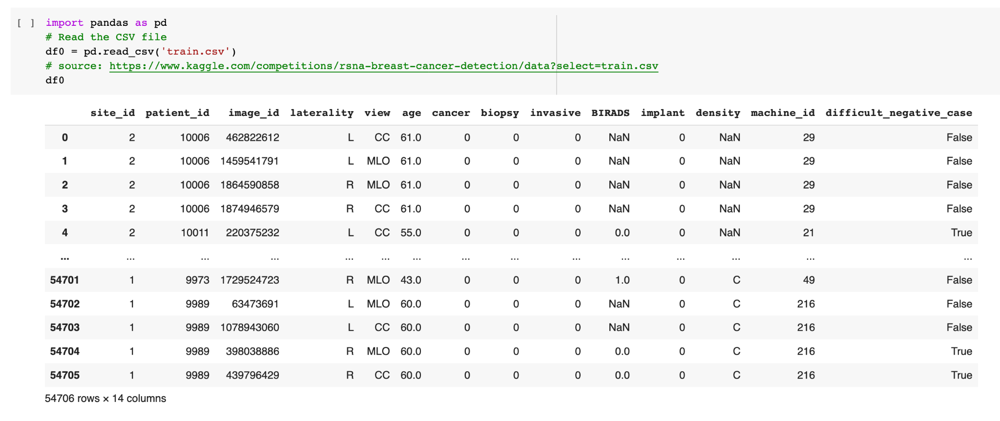 [ ] import pandas as pd
# Read the CSV file
df0 = pd.read_csv('train.csv')
# source: https://www.kaggle.com/competitions/rsna-breast-cancer-detection/data?select=train.csv
df0
site_id patient_id image_id laterality view age cancer biopsy invasive BIRADS implant density machine_id difficult_negative_case
0 2 10006 462822612 L CC 61.0 0 0 0 NaN 0 NaN 29 False
1 2 10006 1459541791 L MLO 61.0 0 0 0 NaN 0 NaN 29 False
2 2 10006 1864590858 R MLO 61.0 0 0 0 NaN 0 NaN 29 False
3 2 10006 1874946579 R CC 61.0 0 0 0 NaN 0 NaN 29 False
4 2 10011 220375232 L CC 55.0 0 0 0 0.0 0 NaN 21 True
... ... ... ... ... ... ... ... ... ... ... ... ... ... ...
54701 1 9973 1729524723 R MLO 43.0 0 0 0 1.0 0 C 49 False
54702 1 9989 63473691 L MLO 60.0 0 0 0 NaN 0 C 216 False
54703 1 9989 1078943060 L CC 60.0 0 0 0 NaN 0 C 216 False
54704 1 9989 398038886 R MLO 60.0 0 0 0 0.0 0 C 216 True
54705 1 9989 439796429 R CC 60.0 0 0 0 0.0 0 C 216 True
54706 rows × 14 columns